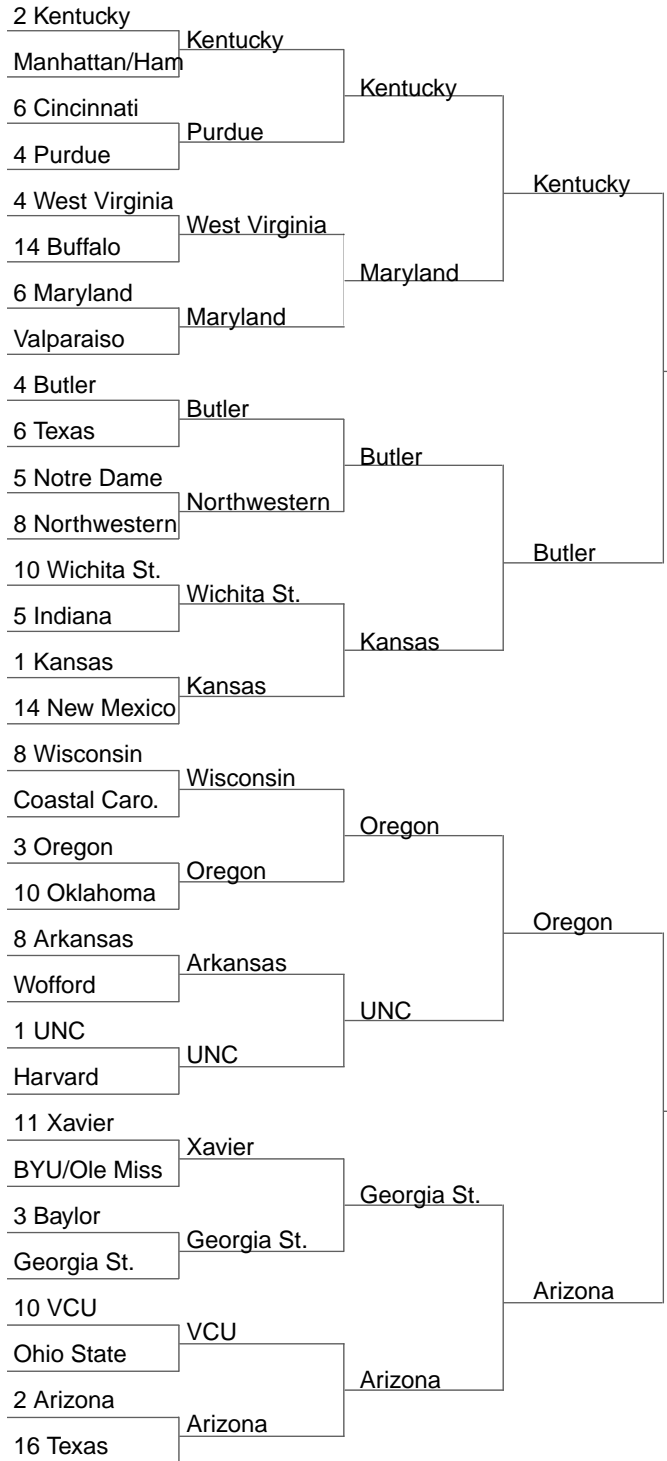 2 Kentucky
Manhattan/Ham
6 Cincinnati
4 Purdue
4 West Virginia
14 Buffalo
6 Maryland
Valparaiso
4 Butler
6 Texas
5 Notre Dame
8 Northwestern
10 Wichita St.
5 Indiana
1 Kansas
14 New Mexico
8 Wisconsin
Coastal Caro.
3 Oregon
10 Oklahoma
8 Arkansas
Wofford
1 UNC
Harvard
11 Xavier
BYU/Ole Miss
3 Baylor
Georgia St.
10 VCU
Ohio State
2 Arizona
16 Texas
Kentucky
Purdue
West Virginia
Maryland
Butler
Northwestern
Wichita St.
Kansas
Wisconsin
Oregon
Arkansas
UNC
Xavier
Georgia St.
VCU
Arizona
Kentucky
Maryland
Butler
Kansas
Oregon
UNC
Georgia St.
Arizona
Kentucky
Butler
Oregon
Arizona